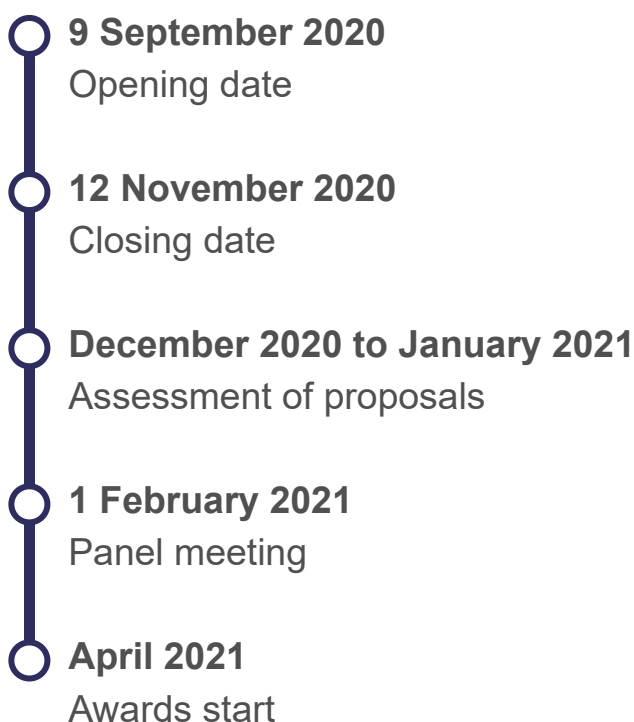 9 September 2020
Opening date
12 November 2020
Closing date
December 2020 to January 2021
Assessment of proposals
1 February 2021
Panel meeting
April 2021
Awards start